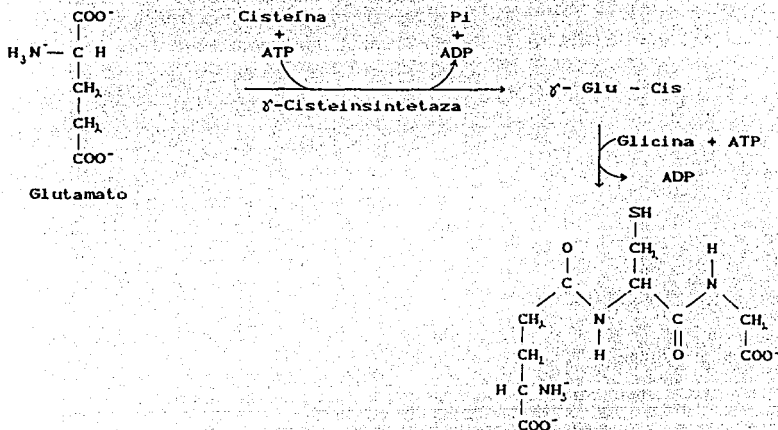 COO⁻ Cisteína Pi
+ +
H₃N⁻— C H ATP ADP
CH₂ γ-Cisteinsintetaza γ- Glu - Cis
CH₂
COO⁻ Glicina + ATP
Glutamato ADP
SH
O CH₂ H
C CH N
CH₂ N C CH₂
CH₂ H O COO⁻
H C NH₃⁻
COO⁻